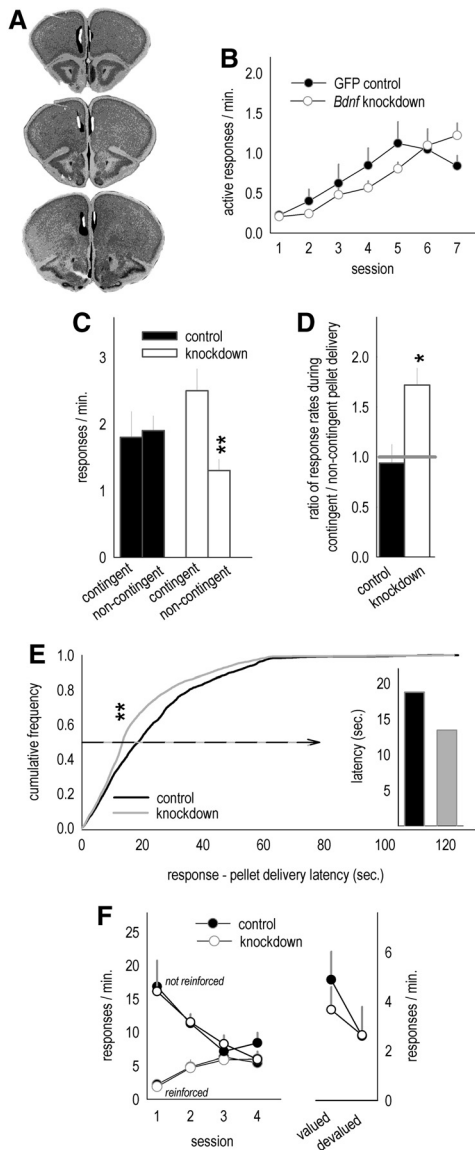 A
B
2.0
1.5
1.0
0.5
0.0
active responses / min.
GFP control
Bdnf knockdown
1 2 3 4 5 6 7
session
C
control
knockdown
3
2
1
0
responses / min.
**
contingent
non-contingent
contingent
non-contingent
D
ratio of response rates during
contingent / non-contingent pellet delivery
2.0
1.5
1.0
0.5
0.0
*
control
knockdown
E
cumulative frequency
1.0
0.8
0.6
0.4
0.2
0.0
**
control
knockdown
0 20 40 60 80 100 120
response - pellet delivery latency (sec.)
latency (sec.)
20
15
10
5
F
control
knockdown
responses / min.
25
20
15
10
5
0
not reinforced
reinforced
1 2 3 4
session
6
4
2
0
responses / min.
valued
devalued